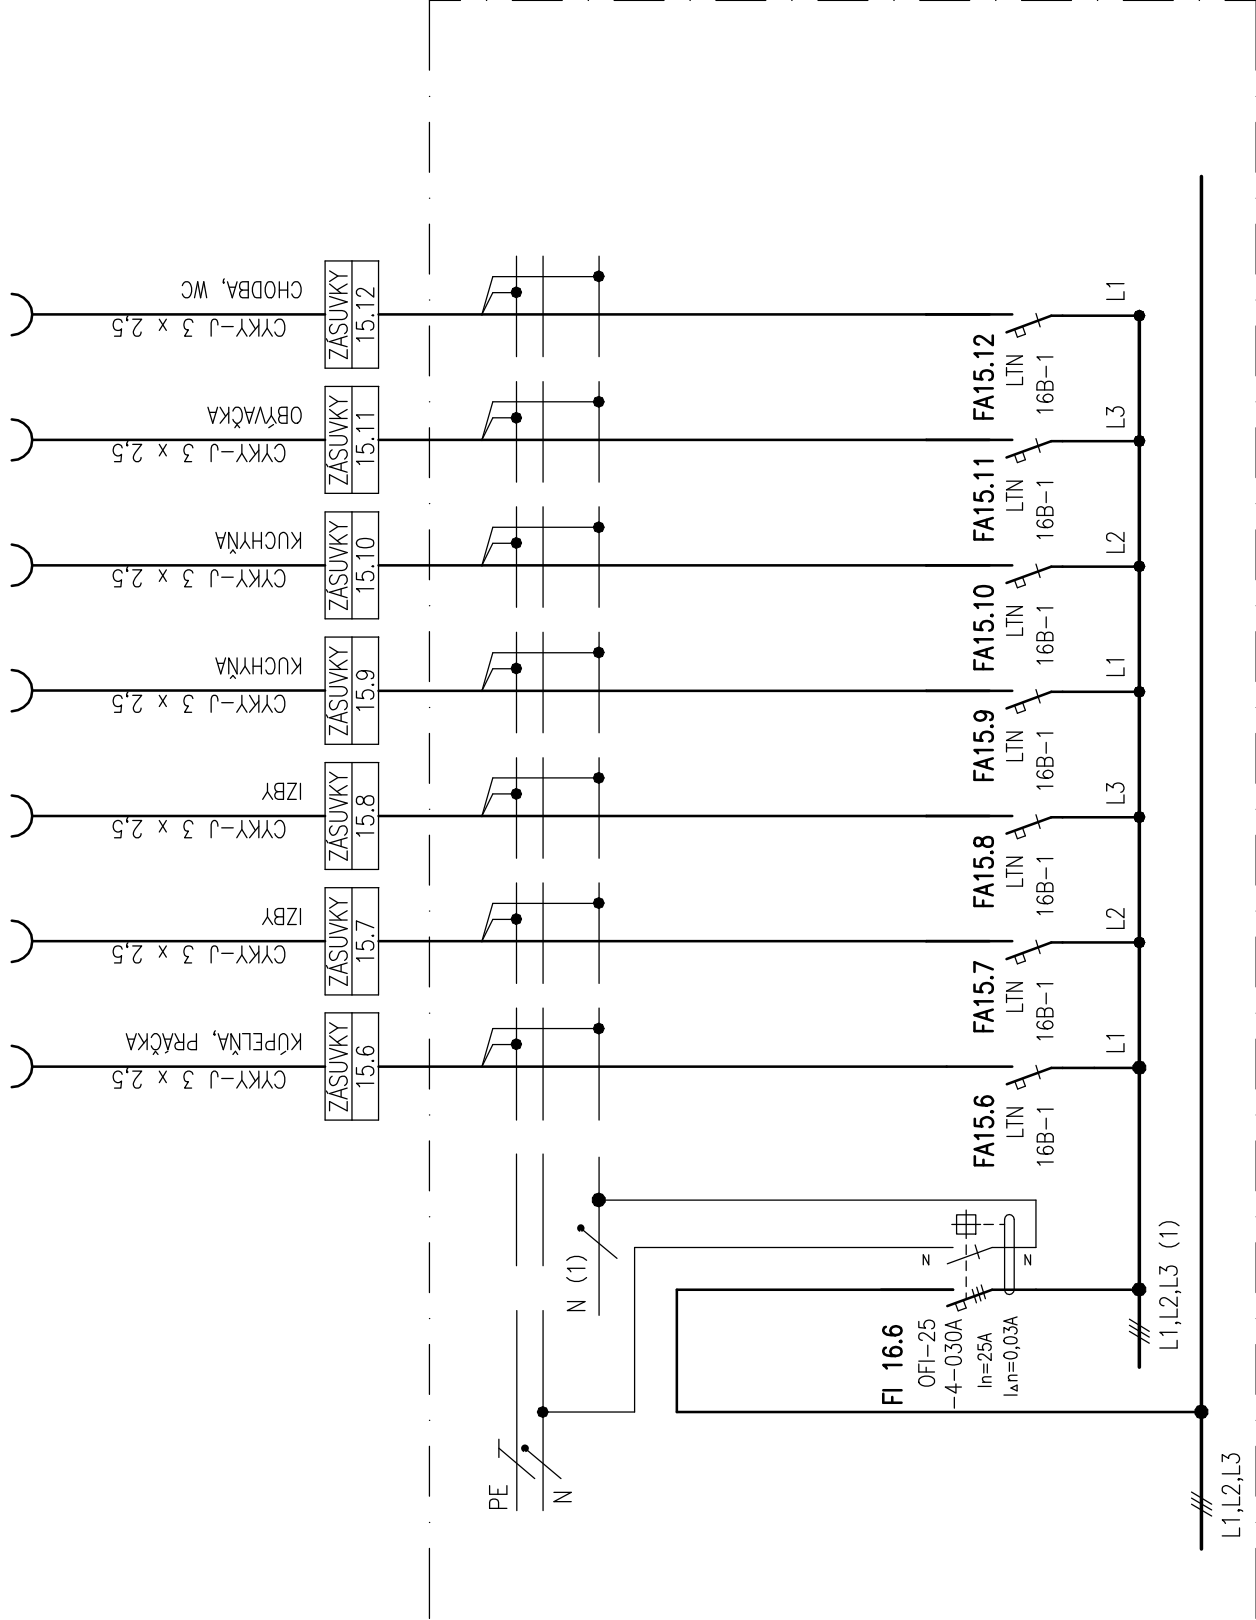 CHODBA, WC
CYKY-J 3 x 2,5
ZÁSUVKY
15.12
FA15.12
LTN
16B-1
L1
OBÝVAČKA
CYKY-J 3 x 2,5
ZÁSUVKY
15.11
FA15.11
LTN
16B-1
L3
KUCHYŇA
CYKY-J 3 x 2,5
ZÁSUVKY
15.10
FA15.10
LTN
16B-1
L2
KUCHYŇA
CYKY-J 3 x 2,5
ZÁSUVKY
15.9
FA15.9
LTN
16B-1
L1
IZBY
CYKY-J 3 x 2,5
ZÁSUVKY
15.8
FA15.8
LTN
16B-1
L3
IZBY
CYKY-J 3 x 2,5
ZÁSUVKY
15.7
FA15.7
LTN
16B-1
L2
KÚPEĽŇA, PRÁČKA
CYKY-J 3 x 2,5
ZÁSUVKY
15.6
FA15.6
LTN
16B-1
L1
N (1)
N
N
FI 16.6
OFI-25
-4-030A
In=25A
IΔn=0,03A
L1,L2,L3 (1)
PE
N
L1,L2,L3